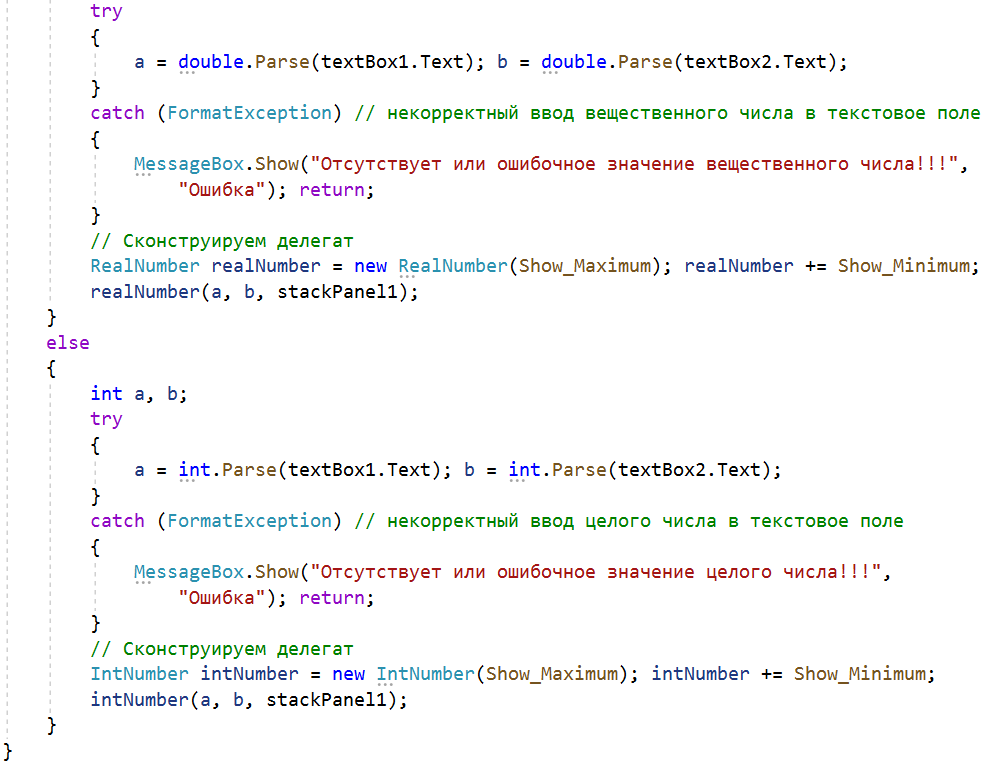 try
{
a = double.Parse(textBox1.Text); b = double.Parse(textBox2.Text);
}
catch (FormatException) // некорректный ввод вещественного числа в текстовое поле
{
MessageBox.Show("Отсутствует или ошибочное значение вещественного числа!!!",
"Ошибка"); return;
}
// Сконструируем делегат
RealNumber realNumber = new RealNumber(Show_Maximum); realNumber += Show_Minimum;
realNumber(a, b, stackPanel1);
}
else
{
int a, b;
try
{
a = int.Parse(textBox1.Text); b = int.Parse(textBox2.Text);
}
catch (FormatException) // некорректный ввод целого числа в текстовое поле
{
MessageBox.Show("Отсутствует или ошибочное значение целого числа!!!",
"Ошибка"); return;
}
// Сконструируем делегат
IntNumber intNumber = new IntNumber(Show_Maximum); intNumber += Show_Minimum;
intNumber(a, b, stackPanel1);
}
}